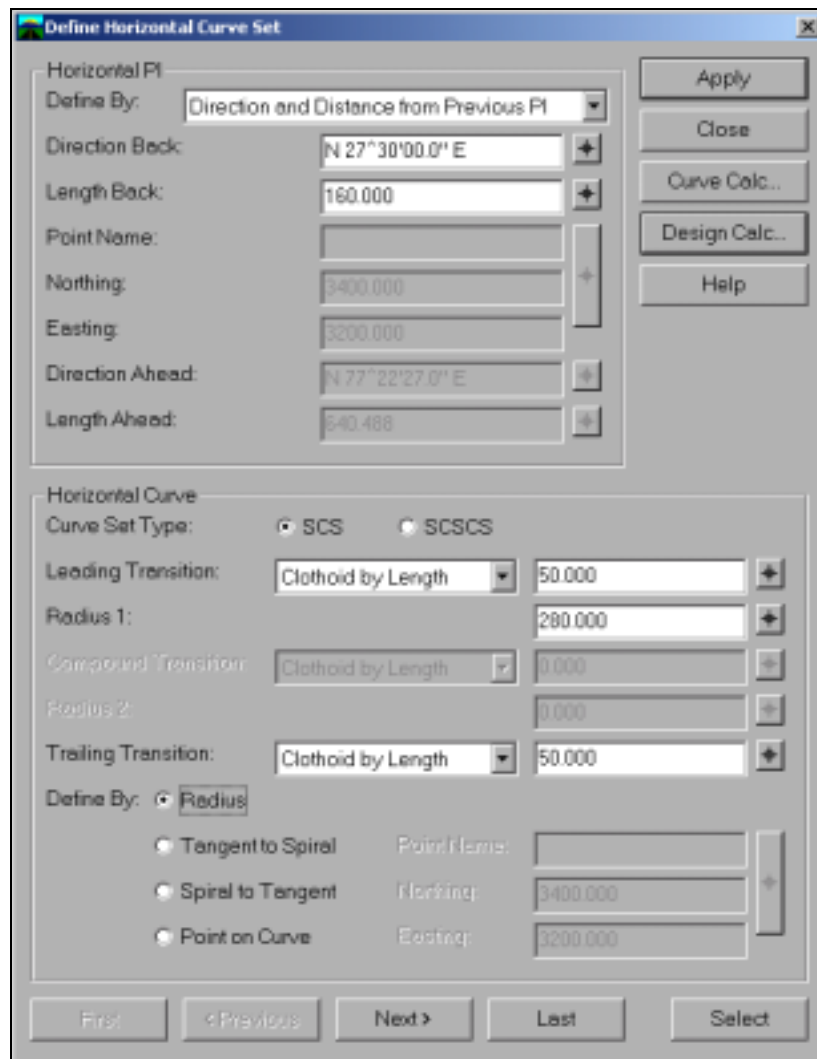 Define Horizontal Curve Set
Horizontal PI
Define By: Direction and Distance from Previous PI
Direction Back: N 27^30'00.0" E
Length Back: 160.000
Point Name:
Northing: 3400.000
Easting: 3200.000
Direction Ahead: N 77^22'27.0" E
Length Ahead: 640.488
Apply
Close
Curve Calc...
Design Calc...
Help
Horizontal Curve
Curve Set Type: SCS SCSCS
Leading Transition: Clothoid by Length 50.000
Radius 1: 280.000
Compound Transition: Clothoid by Length 0.000
Radius 2: 0.000
Trailing Transition: Clothoid by Length 50.000
Define By: Radius
Tangent to Spiral Point Name:
Spiral to Tangent Northing: 3400.000
Point on Curve Easting: 3200.000
First < Previous Next > Last Select